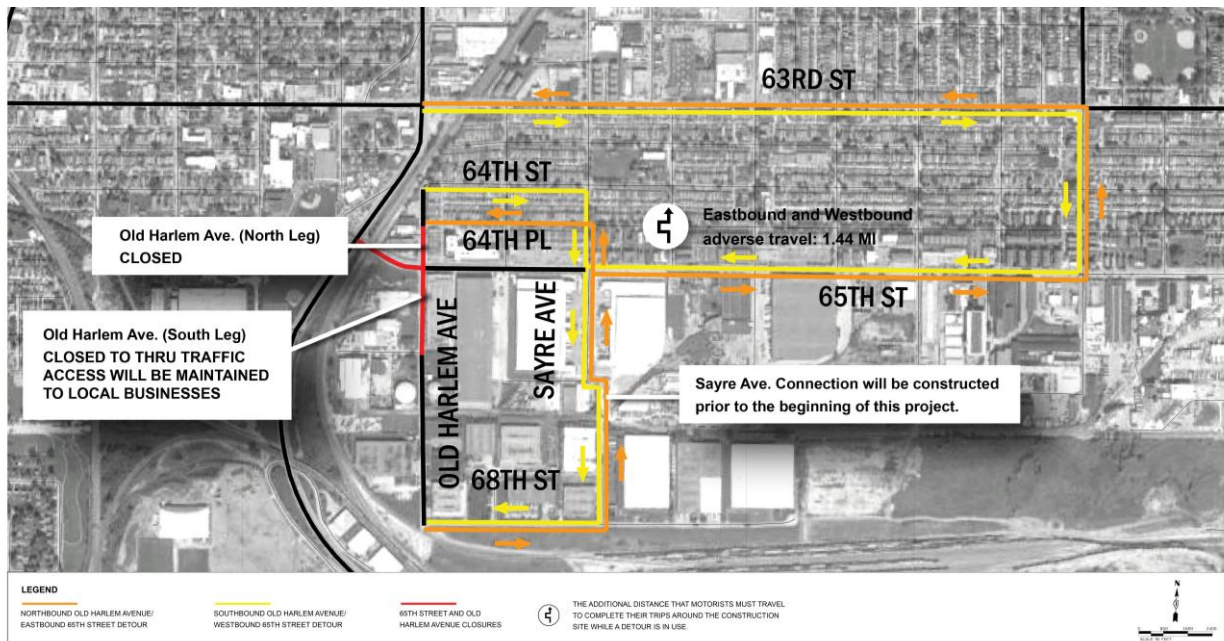 63RD ST
64TH ST
Old Harlem Ave. (North Leg)
CLOSED
64TH PL
Eastbound and Westbound
adverse travel: 1.44 MI
65TH ST
Old Harlem Ave. (South Leg)
CLOSED TO THRU TRAFFIC
ACCESS WILL BE MAINTAINED
TO LOCAL BUSINESSES
OLD HARLEM AVE
SAYRE AVE
Sayre Ave. Connection will be constructed
prior to the beginning of this project.
68TH ST
LEGEND
NORTHBOUND OLD HARLEM AVENUE/
EASTBOUND 65TH STREET DETOUR
SOUTHBOUND OLD HARLEM AVENUE/
WESTBOUND 65TH STREET DETOUR
65TH STREET AND OLD
HARLEM AVENUE CLOSURES
THE ADDITIONAL DISTANCE THAT MOTORISTS MUST TRAVEL
TO COMPLETE THEIR TRIPS AROUND THE CONSTRUCTION
SITE WHILE A DETOUR IS IN USE.
N